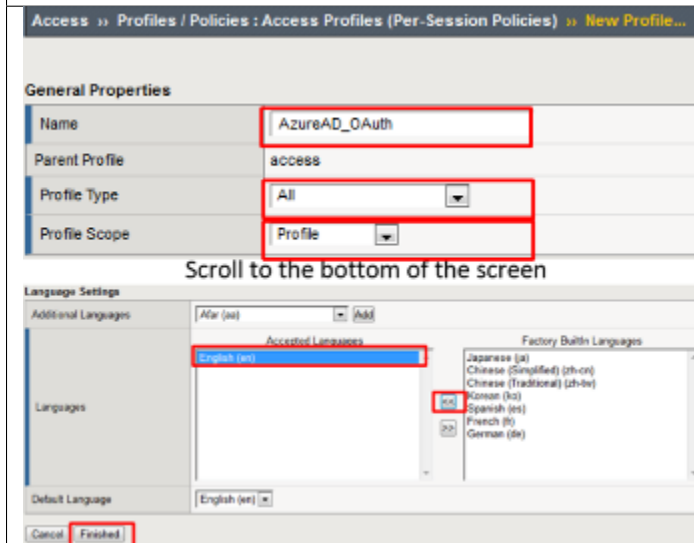 Access » Profiles / Policies : Access Profiles (Per-Session Policies) » New Profile...
General Properties
Name AzureAD_OAuth
Parent Profile access
Profile Type All
Profile Scope Profile
Scroll to the bottom of the screen
Language Settings
Additional Languages Afar (aa) Add
Accepted Languages Factory BuiltIn Languages
English (en) Japanese (ja)
Chinese (Simplified) (zh-cn)
Chinese (Traditional) (zh-tw)
<< Korean (ko)
Spanish (es)
Languages French (fr)
>> German (de)
Default Language English (en)
Cancel Finished